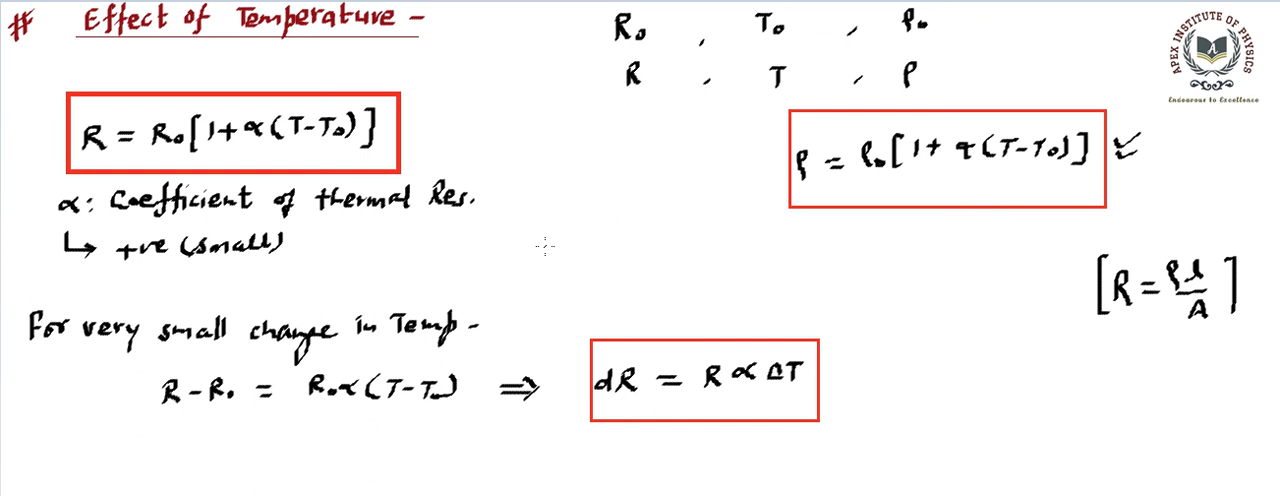 # Effect of Temperature -
R₀ , T₀ , ρ₀
R , T , ρ
APEX INSTITUTE OF PHYSICS
A
Endeavour to Excellence
R = R₀[1+α(T-T₀)]
ρ = ρ₀[1+α(T-T₀)]
α: Coefficient of thermal Res.
↳ +ve (small)
[R = ρl/A]
For very small change in Temp -
R-R₀ = R₀α(T-T₀) ⇒ dR = RαΔT